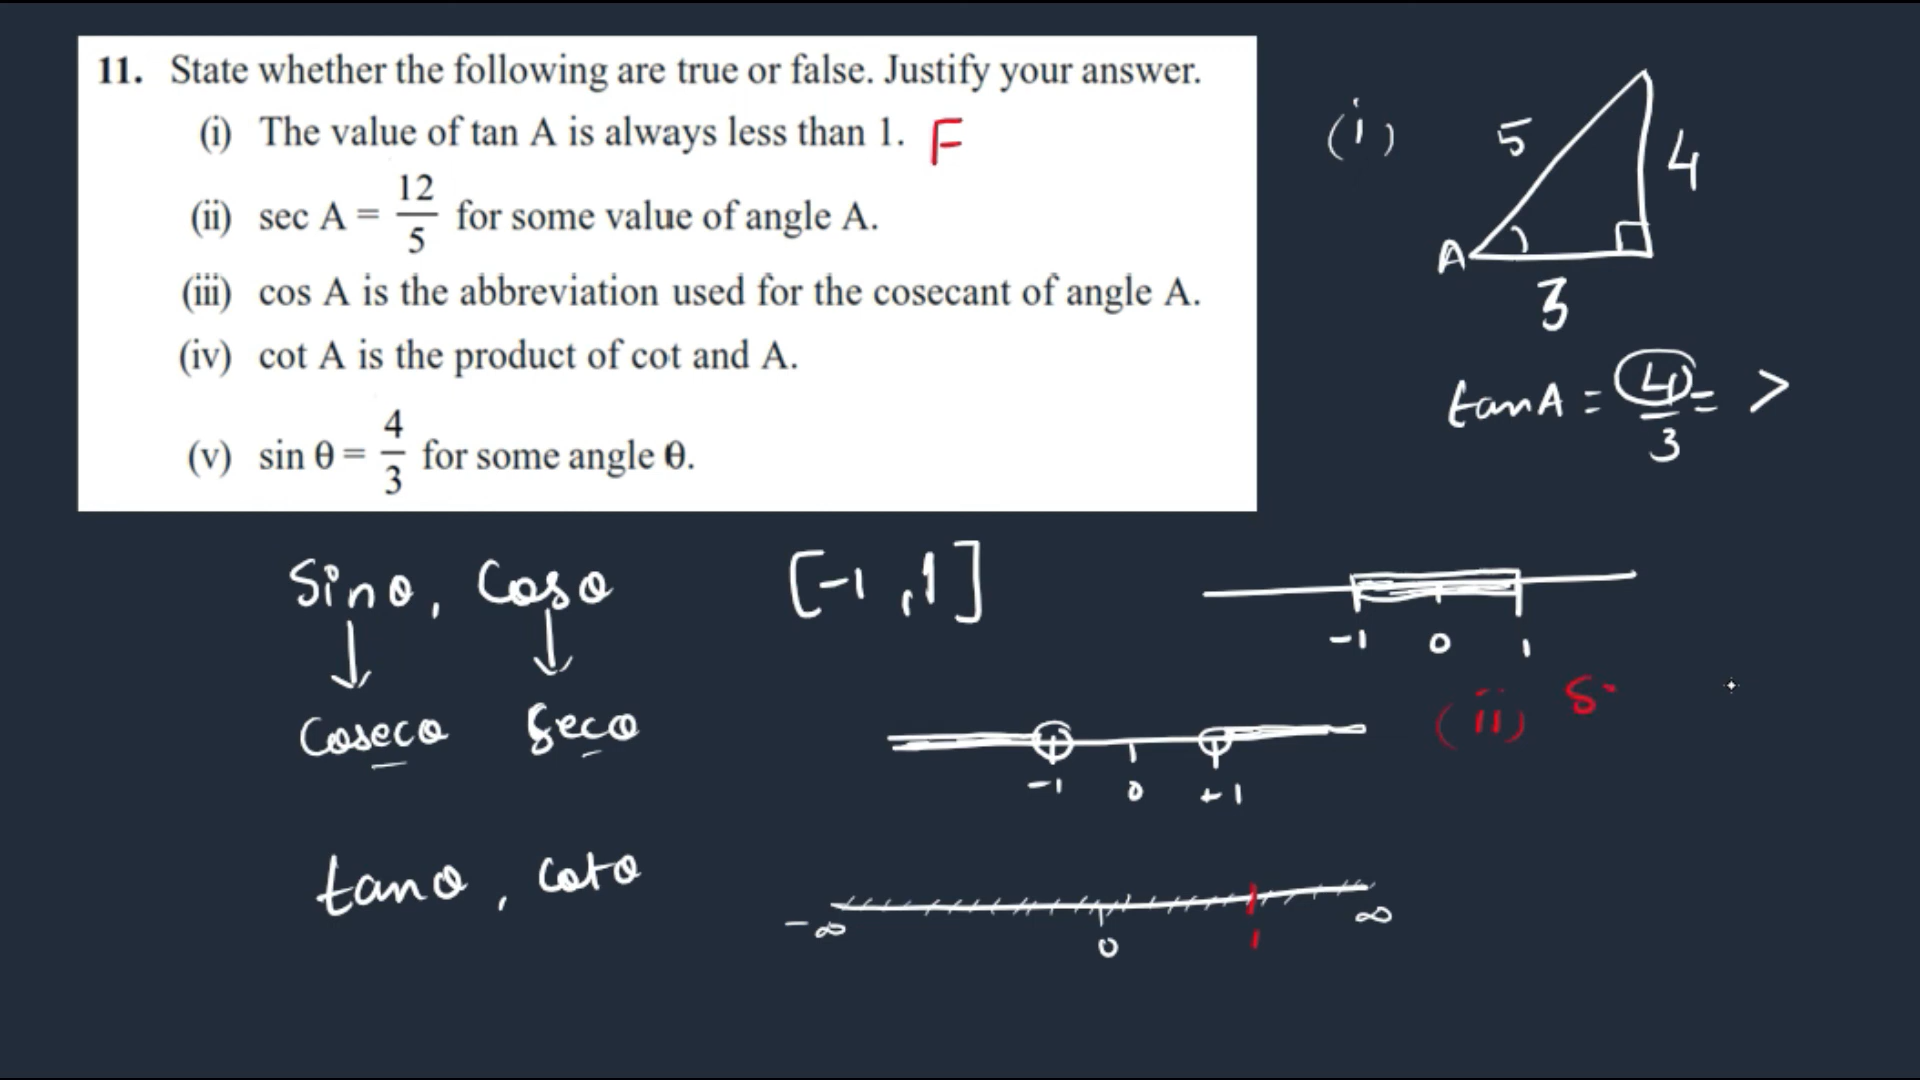 11. State whether the following are true or false. Justify your answer.
(i) The value of tan A is always less than 1. F
(ii) sec A = 12/5 for some value of angle A.
(iii) cos A is the abbreviation used for the cosecant of angle A.
(iv) cot A is the product of cot and A.
(v) sin θ = 4/3 for some angle θ.
(i)
5
4
A
3
tanA = 4/3 = >
Sinθ, Cosθ [-1, 1]
-1 0 1
Cosecθ Secθ
-1 0 +1
(ii) S
tanθ, cotθ
-∞ 0 1 ∞